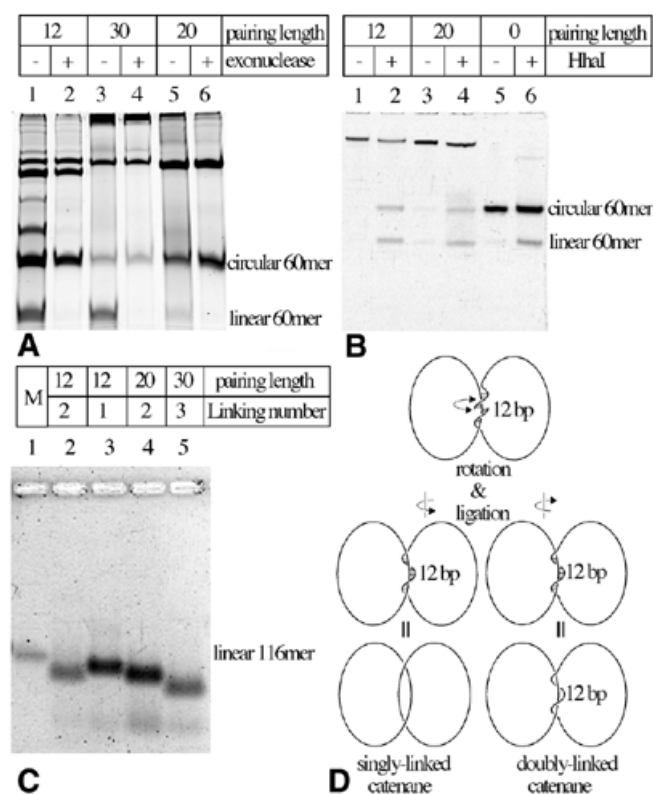 12 30 20 pairing length
- + - + - + exonuclease
1 2 3 4 5 6
circular 60mer
linear 60mer
A
12 20 0 pairing length
- + - + - + HhaI
1 2 3 4 5 6
circular 60mer
linear 60mer
B
M 12 12 20 30 pairing length
2 1 2 3 Linking number
1 2 3 4 5
linear 116mer
C
12 bp
rotation
&
ligation
12 bp 12 bp
12 bp
singly-linked doubly-linked
catenane catenane
D